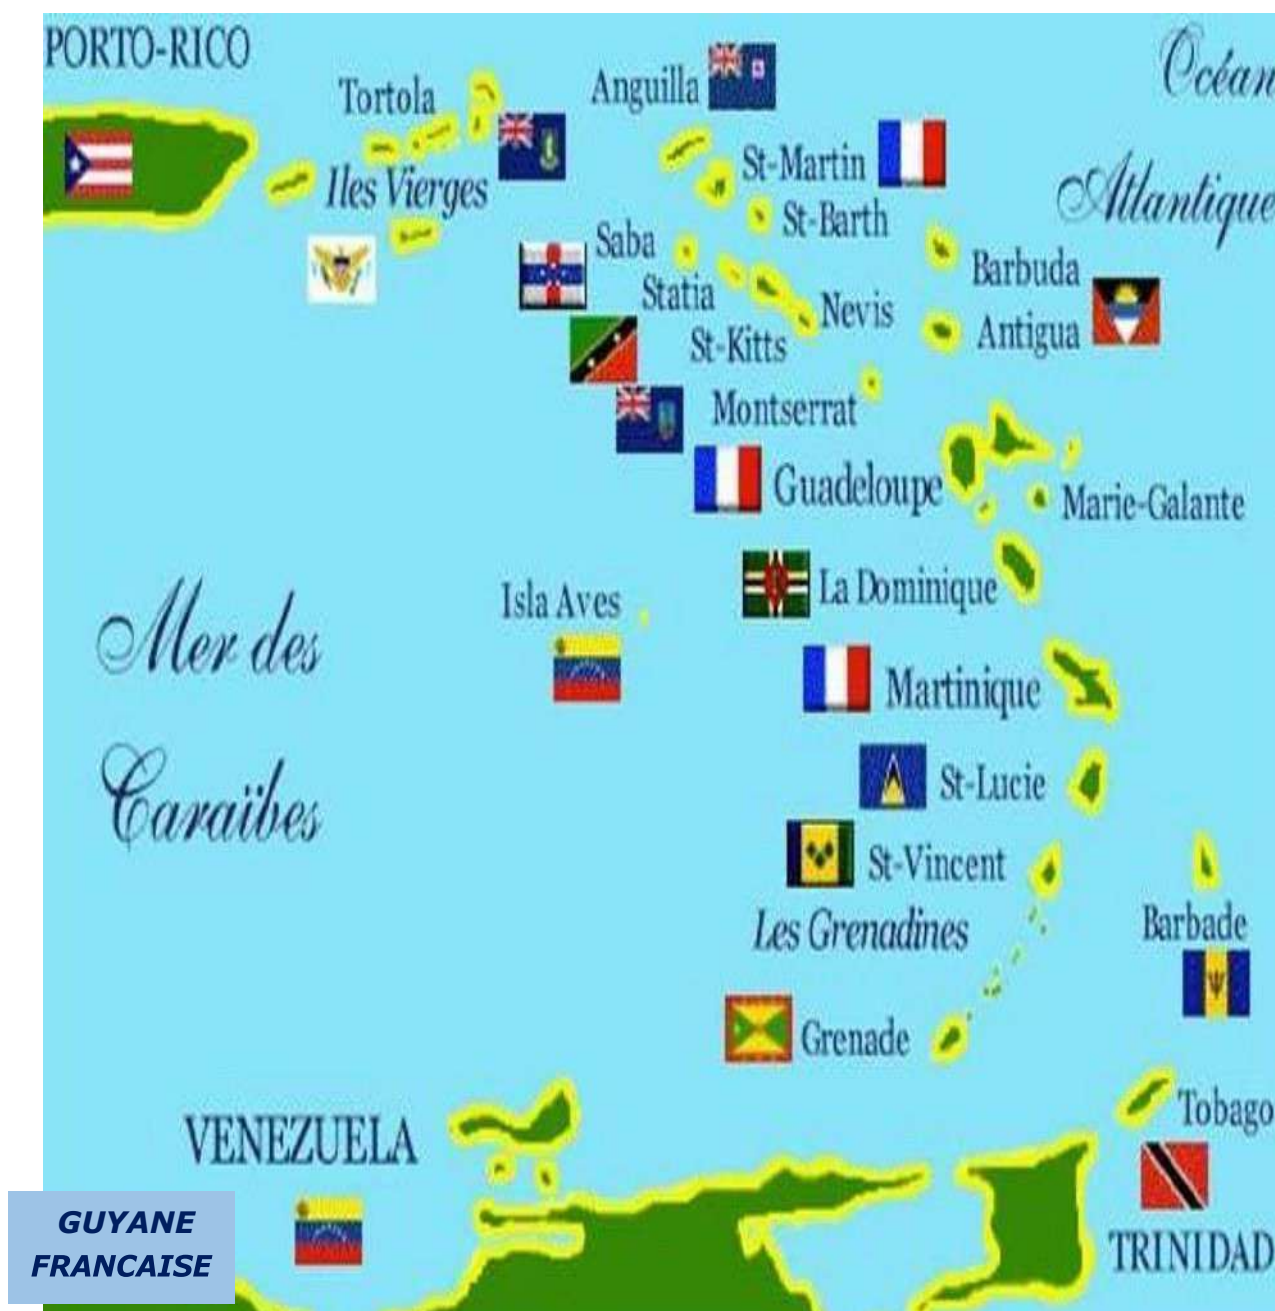 PORTO-RICO
Océan
Tortola
Anguilla
St-Martin
Atlantique
Iles Vierges
St-Barth
Saba
Barbuda
Statia
Nevis
Antigua
St-Kitts
Montserrat
Guadeloupe
Marie-Galante
La Dominique
Isla Aves
Mer des
Martinique
St-Lucie
Caraïbes
St-Vincent
Les Grenadines
Barbade
Grenade
Tobago
VENEZUELA
GUYANE
FRANCAISE
TRINIDAD